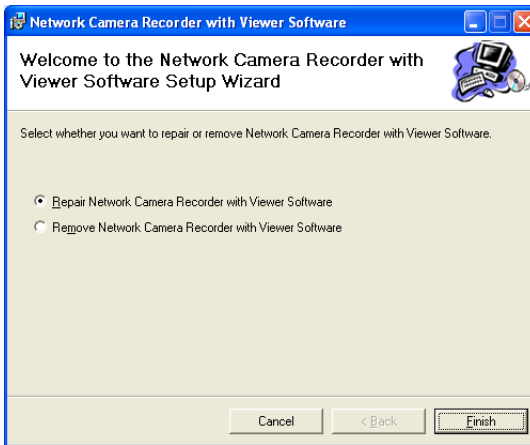 Network Camera Recorder with Viewer Software
Welcome to the Network Camera Recorder with
Viewer Software Setup Wizard
Select whether you want to repair or remove Network Camera Recorder with Viewer Software.
Repair Network Camera Recorder with Viewer Software
Remove Network Camera Recorder with Viewer Software
Cancel
< Back
Finish